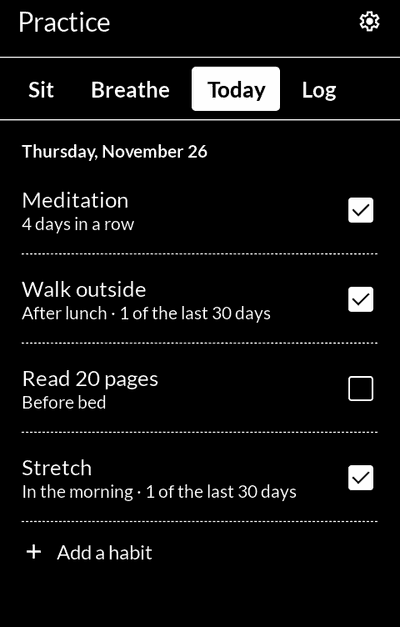 Practice
Sit Breathe Today Log
Thursday, November 26
Meditation
4 days in a row
Walk outside
After lunch · 1 of the last 30 days
Read 20 pages
Before bed
Stretch
In the morning · 1 of the last 30 days
+ Add a habit